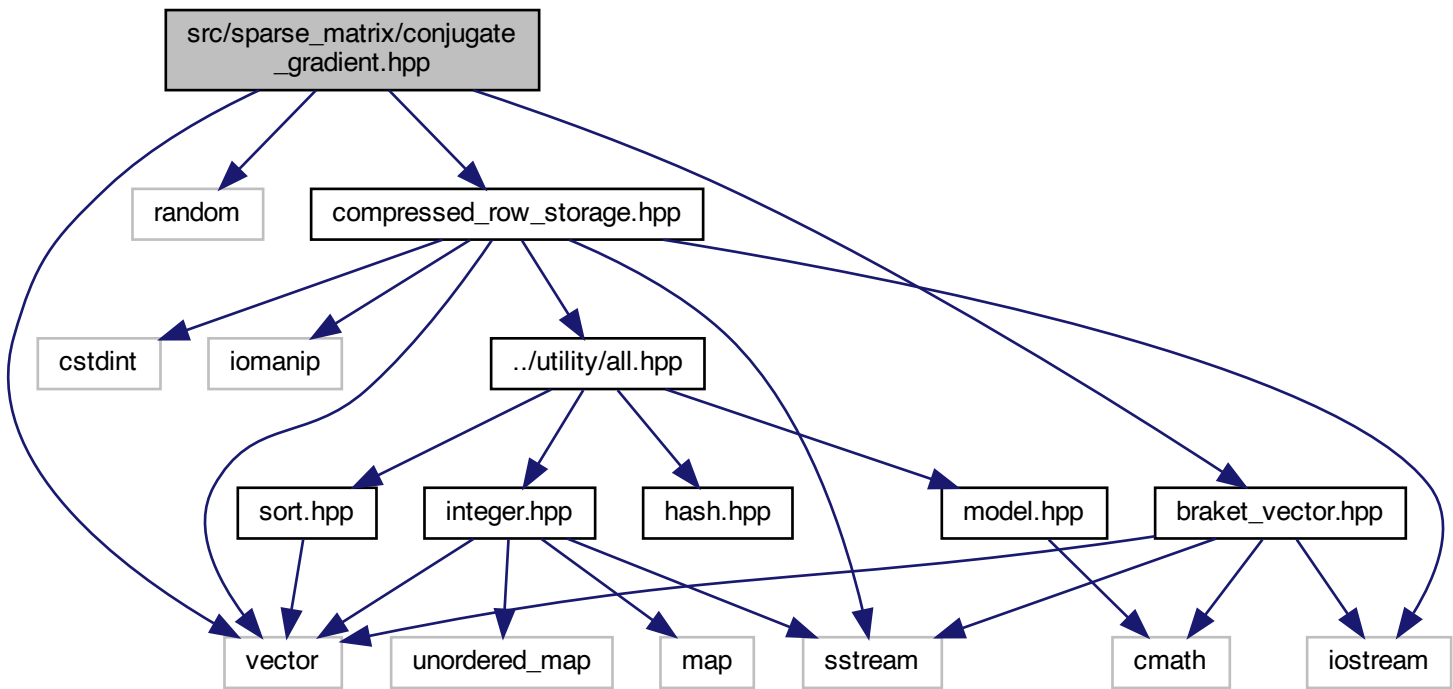 src/sparse_matrix/conjugate
_gradient.hpp
random
compressed_row_storage.hpp
cstdint
iomanip
../utility/all.hpp
sort.hpp
integer.hpp
hash.hpp
model.hpp
braket_vector.hpp
vector
unordered_map
map
sstream
cmath
iostream